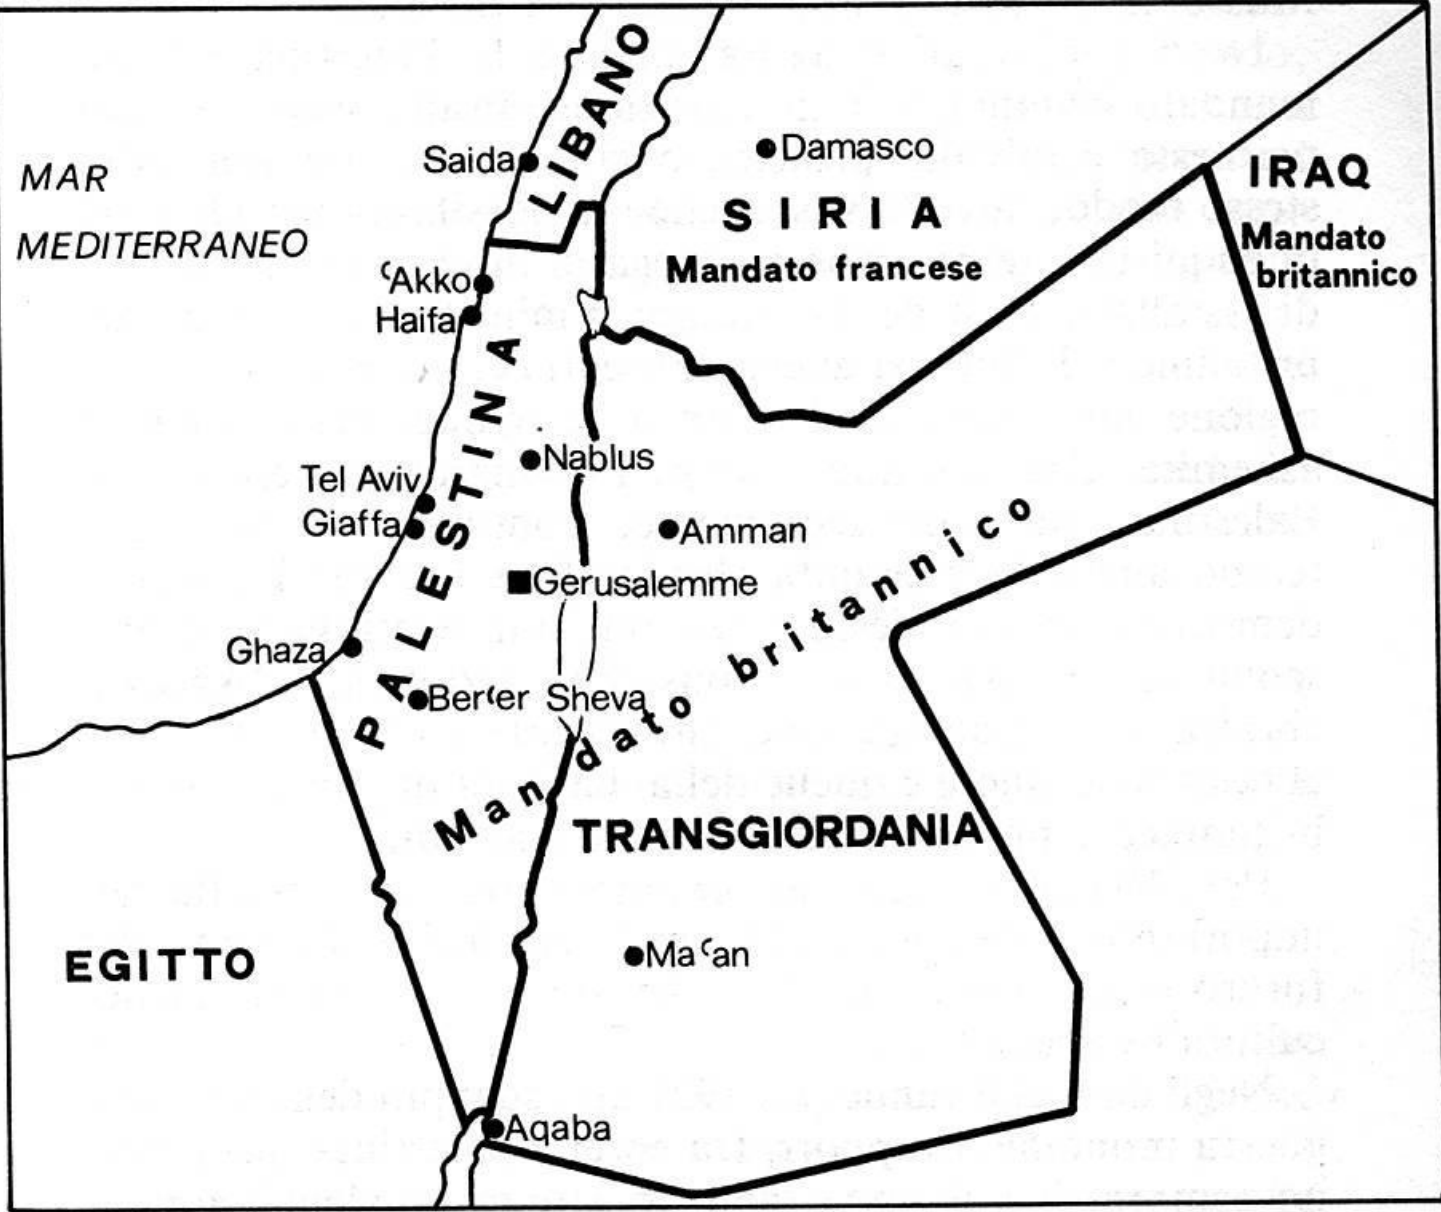 LIBANO
Saida
Damasco
MAR
MEDITERRANEO
SIRIA
Mandato francese
IRAQ
Mandato
britannico
ʿAkko
Haifa
PALESTINA
Nablus
Tel Aviv
Giaffa
Amman
Gerusalemme
Ghaza
Berʿer Sheva
Mandato britannico
TRANSGIORDANIA
EGITTO
Maʿan
Aqaba